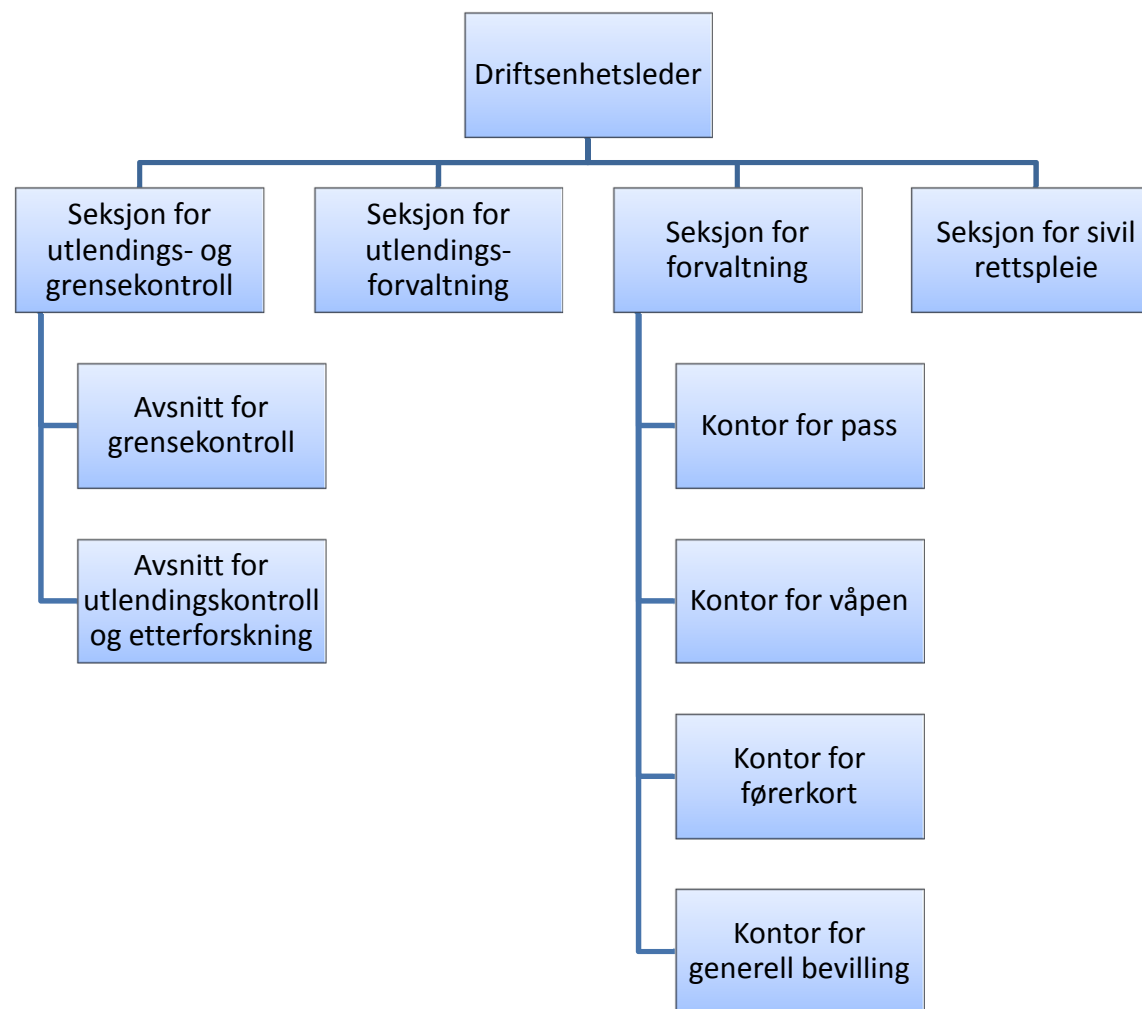 Driftsenhetsleder
Seksjon for
utlendings- og
grensekontroll
Seksjon for
utlendings-
forvaltning
Seksjon for
forvaltning
Seksjon for sivil
rettspleie
Avsnitt for
grensekontroll
Avsnitt for
utlendingskontroll
og etterforskning
Kontor for pass
Kontor for våpen
Kontor for
førerkort
Kontor for
generell bevilling